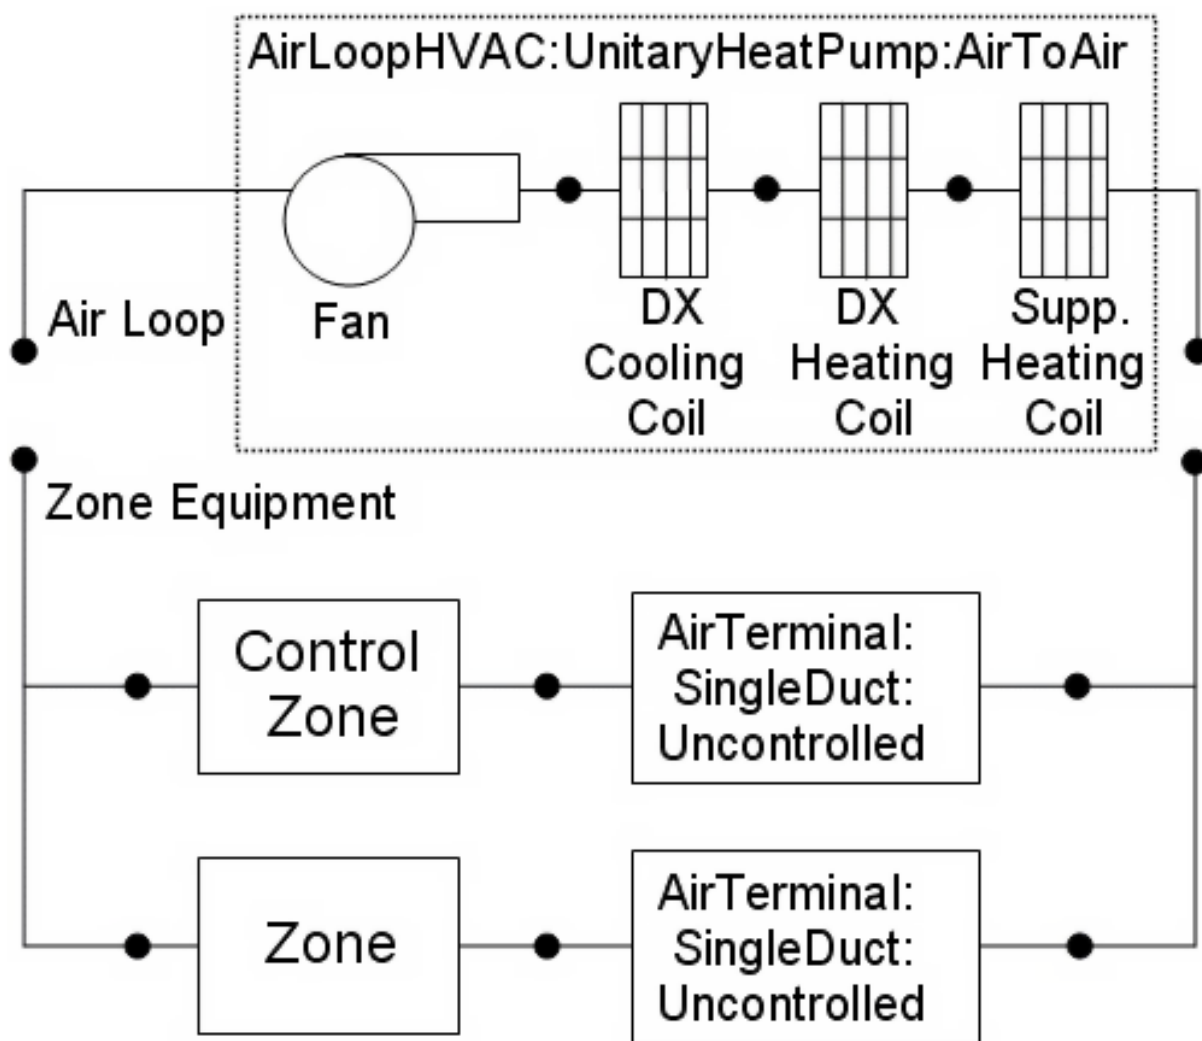 AirLoopHVAC:UnitaryHeatPump:AirToAir
Air Loop
Fan
DX
Cooling
Coil
DX
Heating
Coil
Supp.
Heating
Coil
Zone Equipment
Control
Zone
AirTerminal:
SingleDuct:
Uncontrolled
Zone
AirTerminal:
SingleDuct:
Uncontrolled